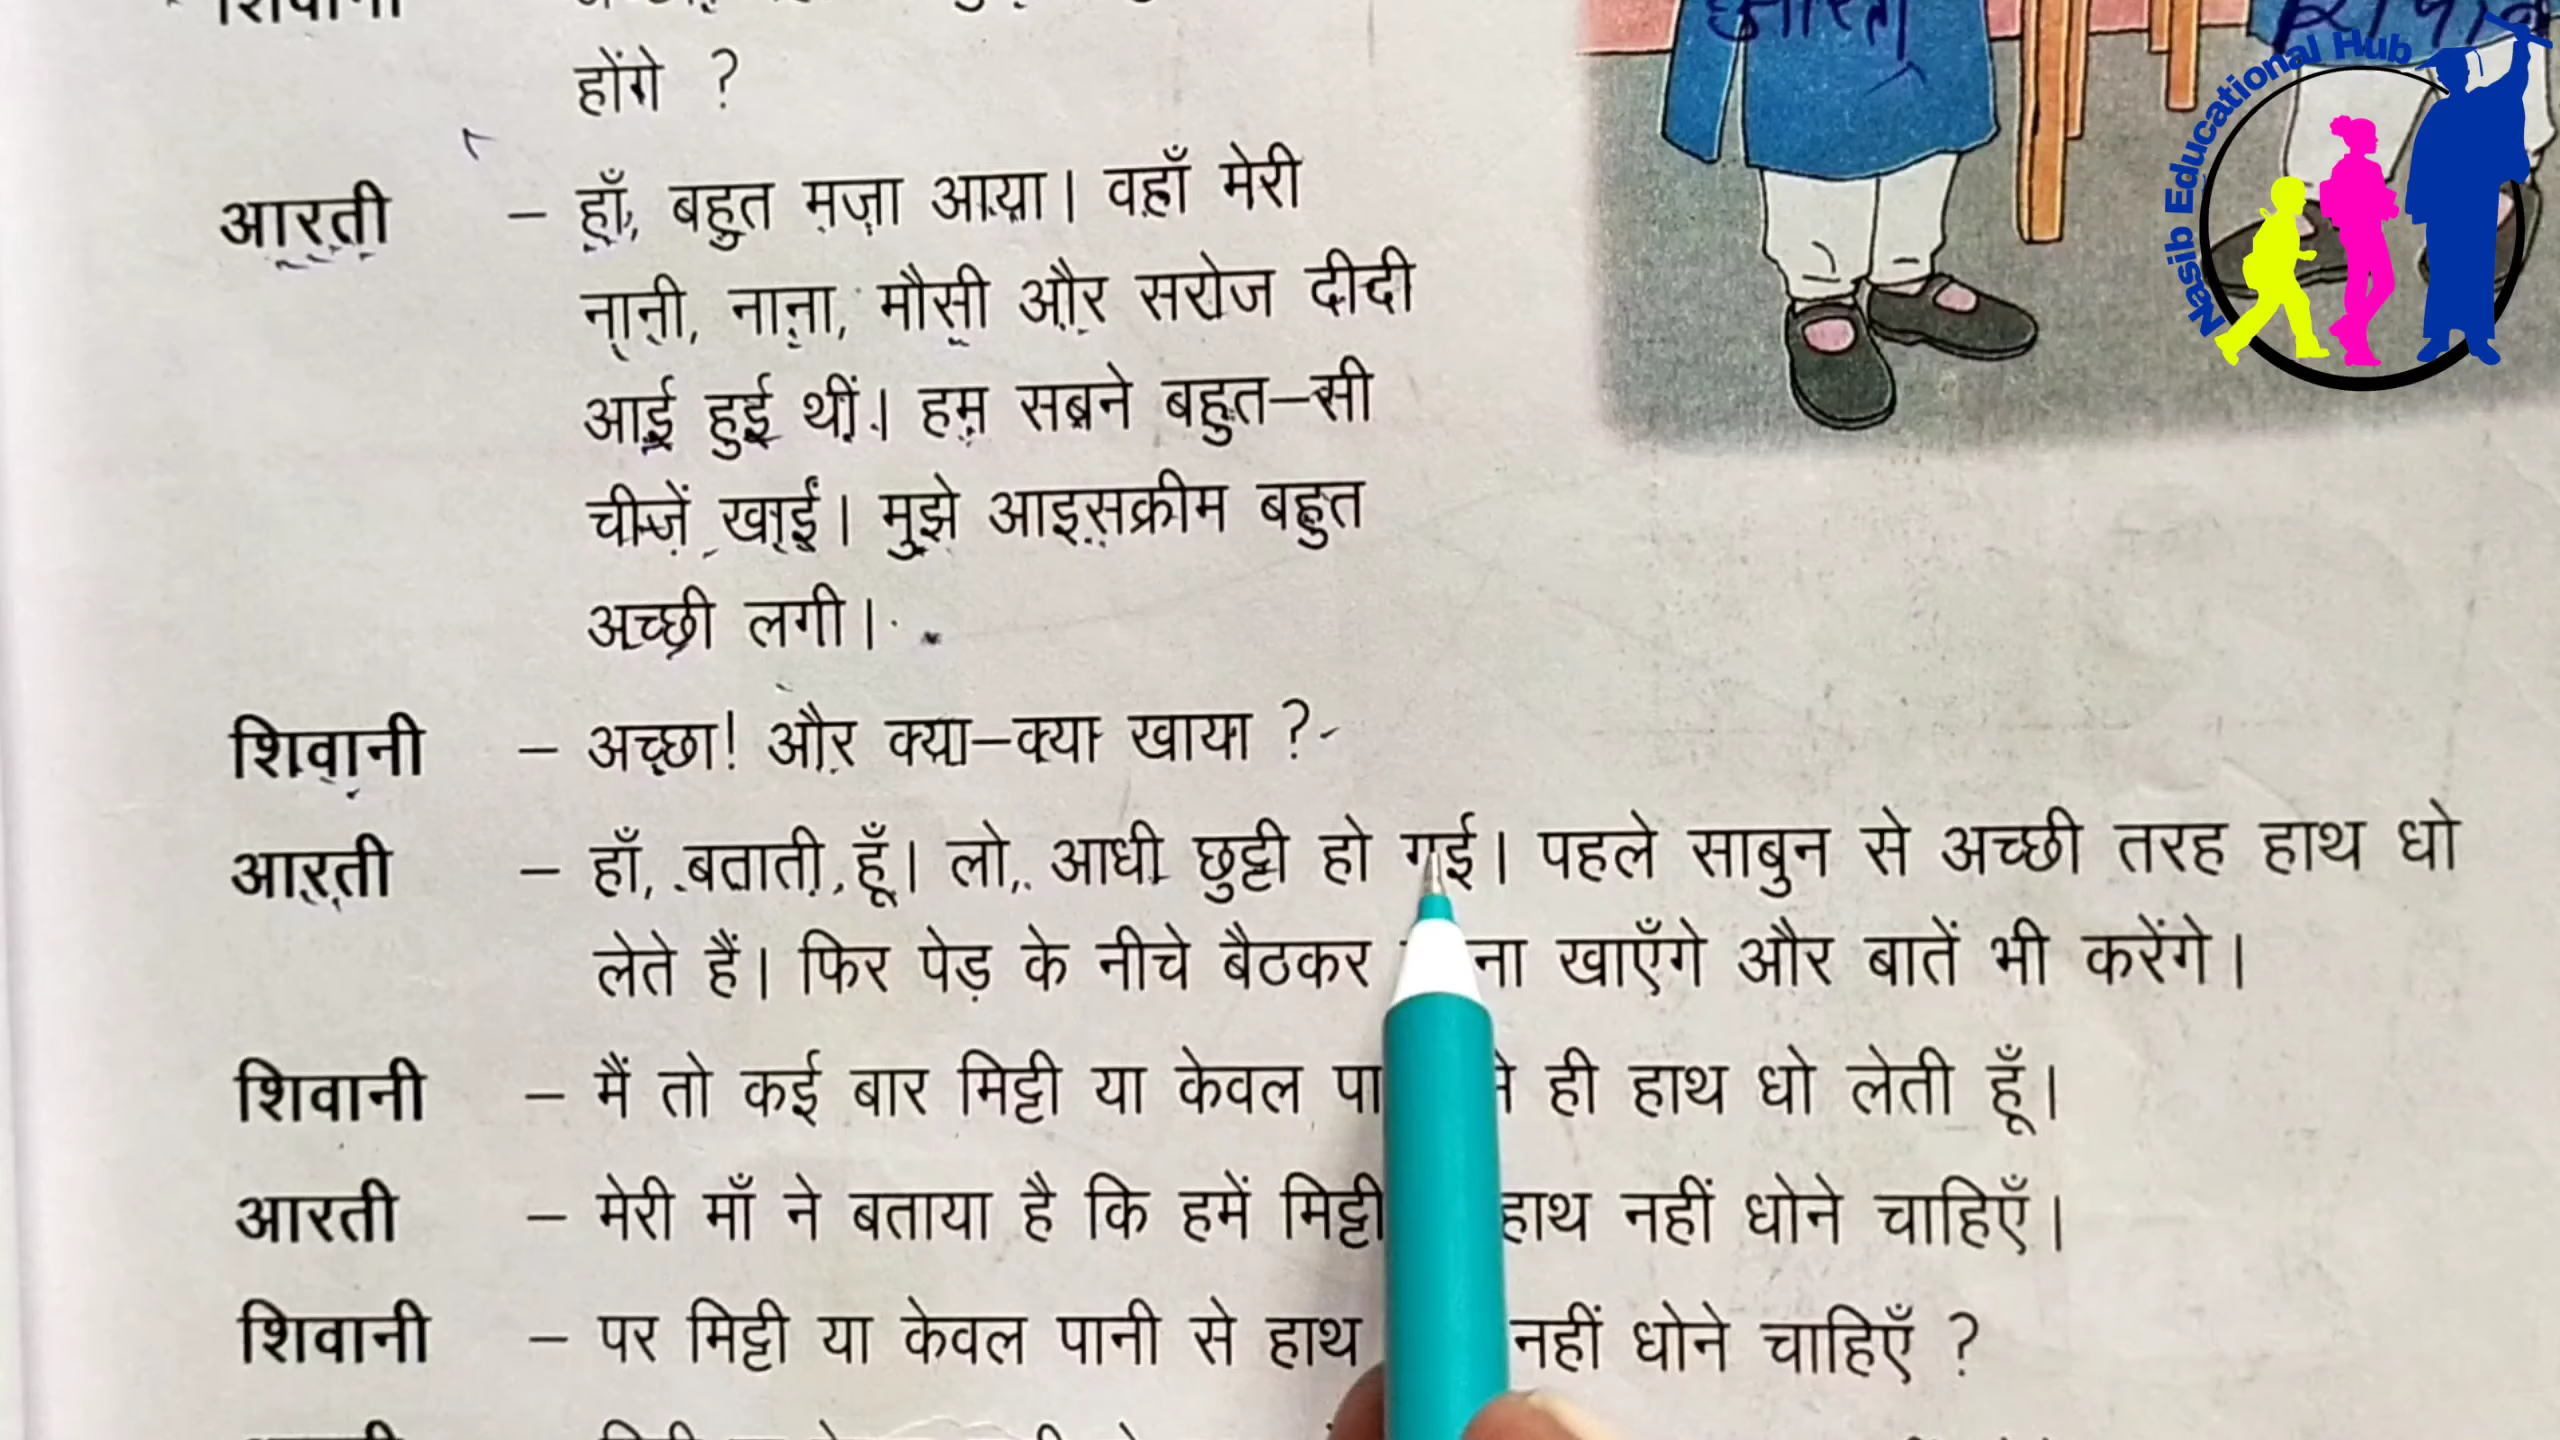 शिवानी
होंगे ?
आरती – हाँ, बहुत मज़ा आया। वहाँ मेरी
नानी, नाना, मौसी और सरोज दीदी
आई हुई थीं। हम सबने बहुत–सी
चीज़ें खाईं। मुझे आइसक्रीम बहुत
अच्छी लगी।
शिवानी – अच्छा! और क्या–क्या खाया ?
आरती – हाँ, बताती हूँ। लो, आधी छुट्टी हो गई। पहले साबुन से अच्छी तरह हाथ धो
लेते हैं। फिर पेड़ के नीचे बैठकर खाएँगे और बातें भी करेंगे।
शिवानी – मैं तो कई बार मिट्टी या केवल ही हाथ धो लेती हूँ।
आरती – मेरी माँ ने बताया है कि हमें मिट्टी हाथ नहीं धोने चाहिएँ।
शिवानी – पर मिट्टी या केवल पानी से हाथ नहीं धोने चाहिएँ ?
Nasib Educational Hub